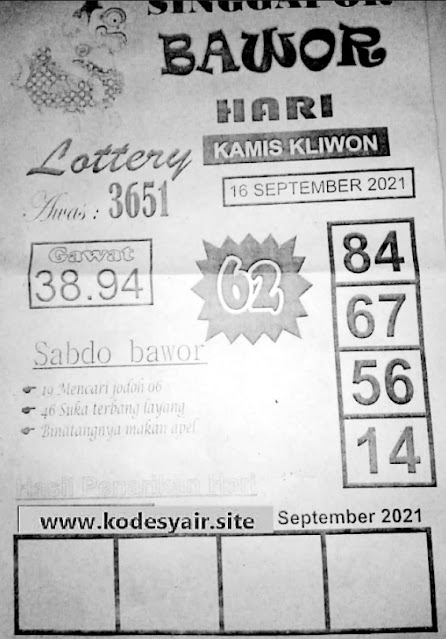 SINGGAPUR
BAWOR
HARI
KAMIS KLIWON
16 SEPTEMBER 2021
Lottery
Awas : 3651
Gawat
38.94
62
84
67
56
14
Sabdo bawor
☛ 19 Mencari jodoh 06
☛ 46 Suka terbang layang
☛ Binatangnya makan apel
Hasil Penarikan Hari
www.kodesyair.site
September 2021